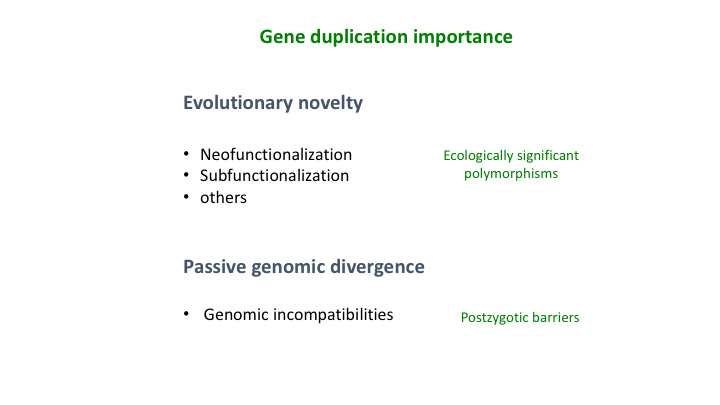 Gene duplication importance
Evolutionary novelty
• Neofunctionalization
• Subfunctionalization
• others
Ecologically significant
polymorphisms
Passive genomic divergence
• Genomic incompatibilities
Postzygotic barriers